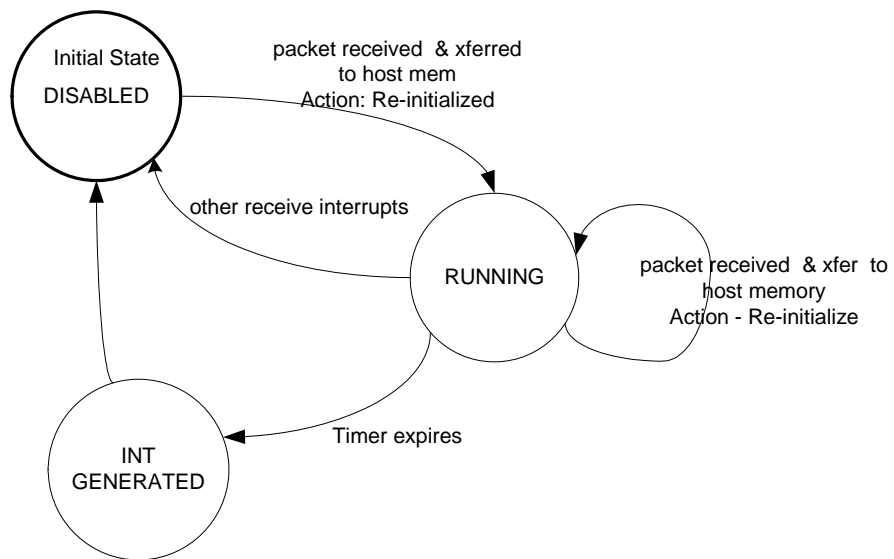 Initial State
DISABLED
packet received & xferred
to host mem
Action: Re-initialized
other receive interrupts
RUNNING
packet received & xfer to
host memory
Action - Re-initialize
Timer expires
INT
GENERATED